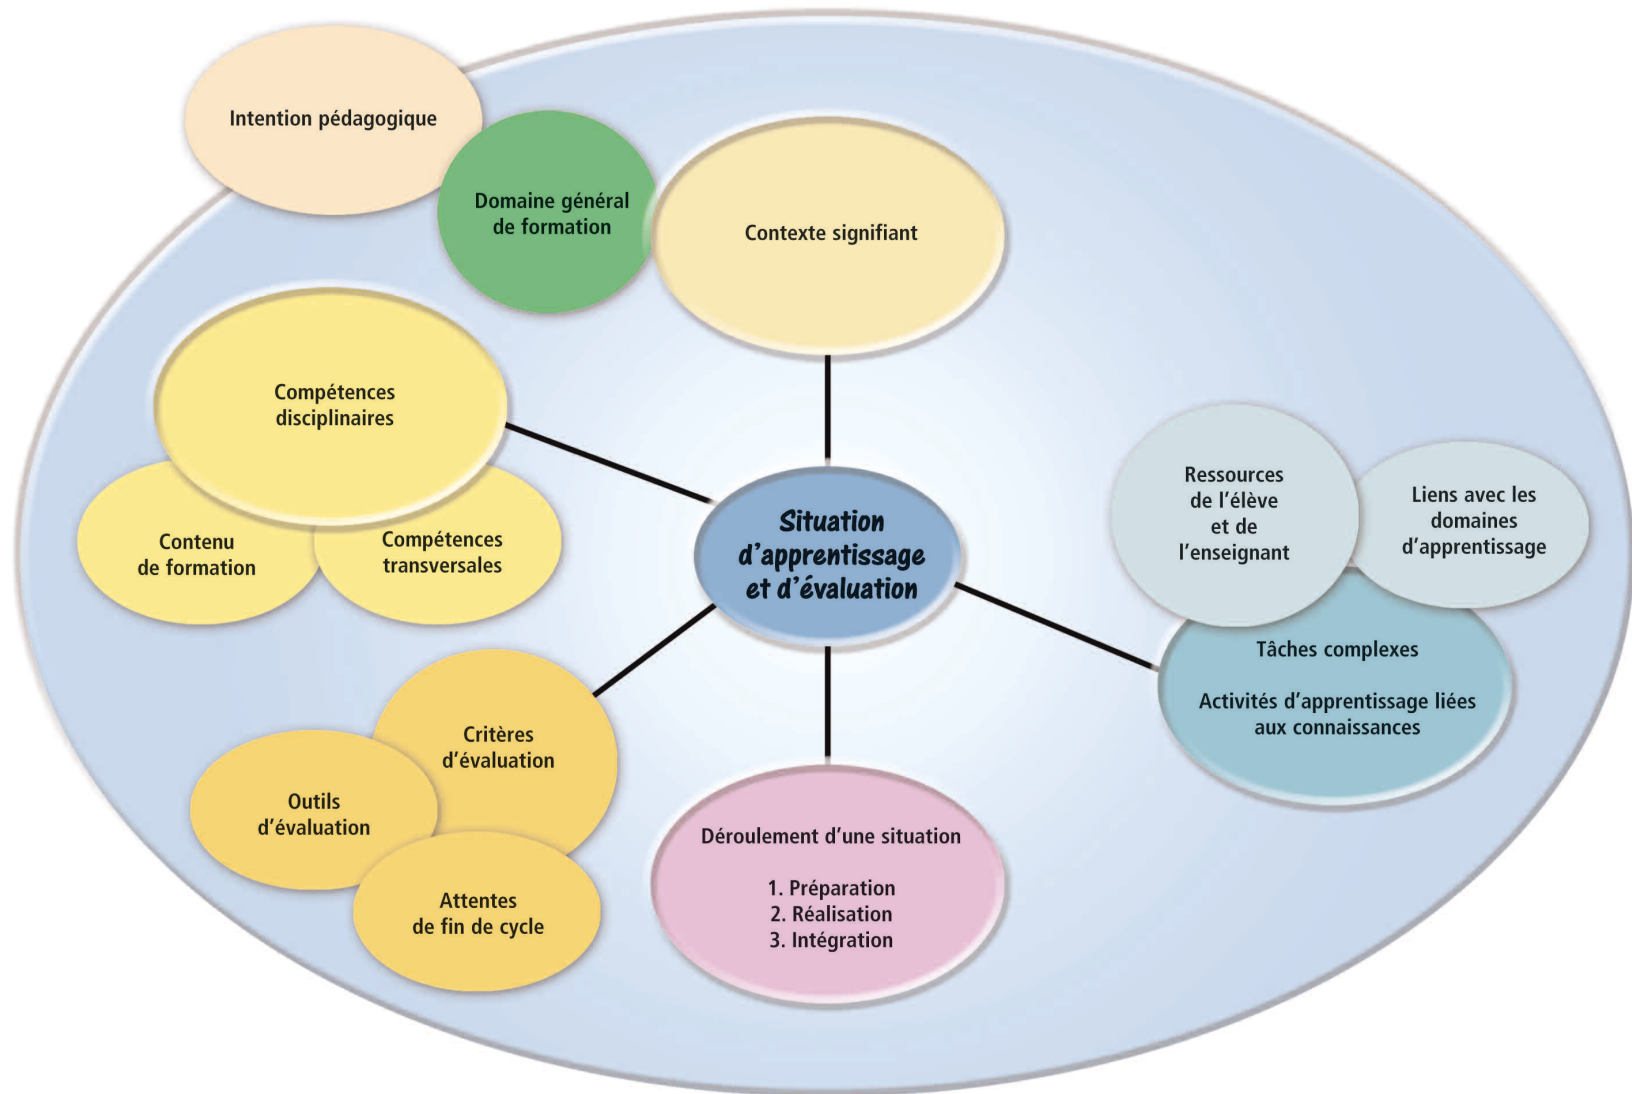 Intention pédagogique
Domaine général
de formation
Contexte signifiant
Compétences
disciplinaires
Contenu
de formation
Compétences
transversales
Situation
d'apprentissage
et d'évaluation
Ressources
de l'élève
et de
l'enseignant
Liens avec les
domaines
d'apprentissage
Tâches complexes
Activités d'apprentissage liées
aux connaissances
Critères
d'évaluation
Outils
d'évaluation
Attentes
de fin de cycle
Déroulement d'une situation
1. Préparation
2. Réalisation
3. Intégration